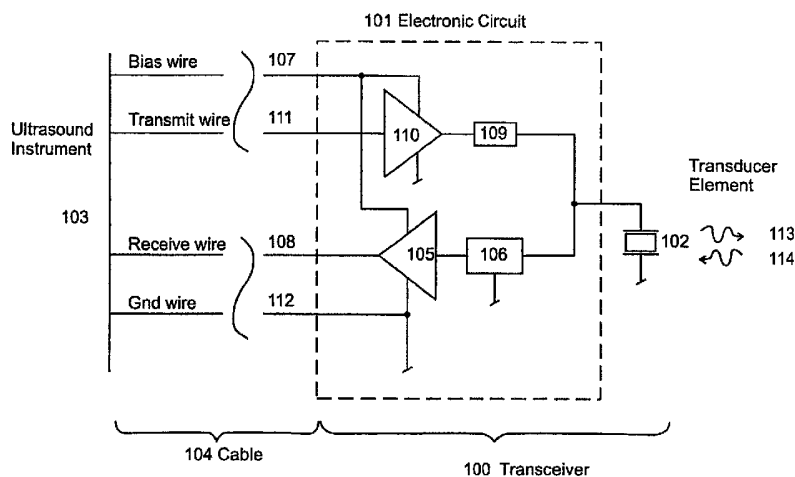 101 Electronic Circuit
Bias wire
107
Transmit wire
111
110
109
Ultrasound
Instrument
Transducer
Element
103
102
113
114
Receive wire
108
105
106
Gnd wire
112
104 Cable
100 Transceiver